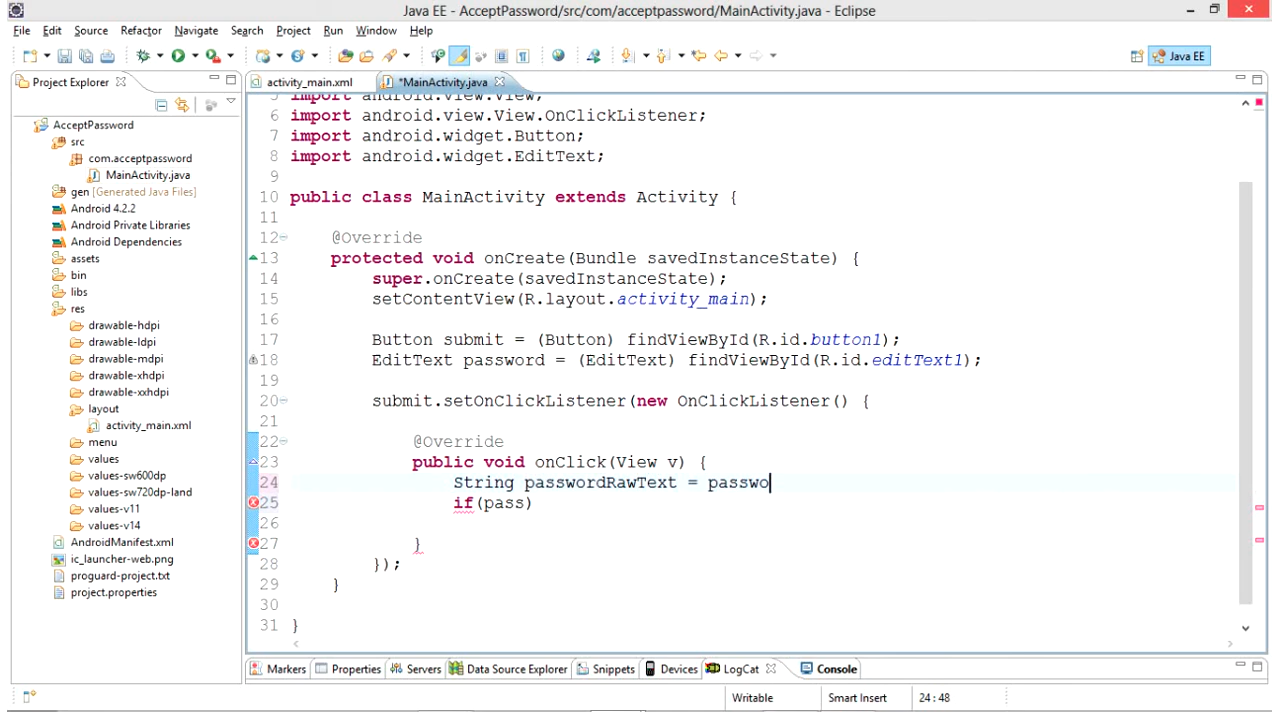 Java EE - AcceptPassword/src/com/acceptpassword/MainActivity.java - Eclipse
File Edit Source Refactor Navigate Search Project Run Window Help
Java EE
Project Explorer
activity_main.xml
*MainActivity.java
AcceptPassword
src
com.acceptpassword
MainActivity.java
gen [Generated Java Files]
Android 4.2.2
Android Private Libraries
Android Dependencies
assets
bin
libs
res
drawable-hdpi
drawable-ldpi
drawable-mdpi
drawable-xhdpi
drawable-xxhdpi
layout
activity_main.xml
menu
values
values-sw600dp
values-sw720dp-land
values-v11
values-v14
AndroidManifest.xml
ic_launcher-web.png
proguard-project.txt
project.properties
5 import android.view.View;
6 import android.view.View.OnClickListener;
7 import android.widget.Button;
8 import android.widget.EditText;
9
10 public class MainActivity extends Activity {
11
12 @Override
13 protected void onCreate(Bundle savedInstanceState) {
14 super.onCreate(savedInstanceState);
15 setContentView(R.layout.activity_main);
16
17 Button submit = (Button) findViewById(R.id.button1);
18 EditText password = (EditText) findViewById(R.id.editText1);
19
20 submit.setOnClickListener(new OnClickListener() {
21
22 @Override
23 public void onClick(View v) {
24 String passwordRawText = passwo
25 if(pass)
26
27 }
28 });
29 }
30
31 }
Markers Properties Servers Data Source Explorer Snippets Devices LogCat Console
Writable Smart Insert 24 : 48